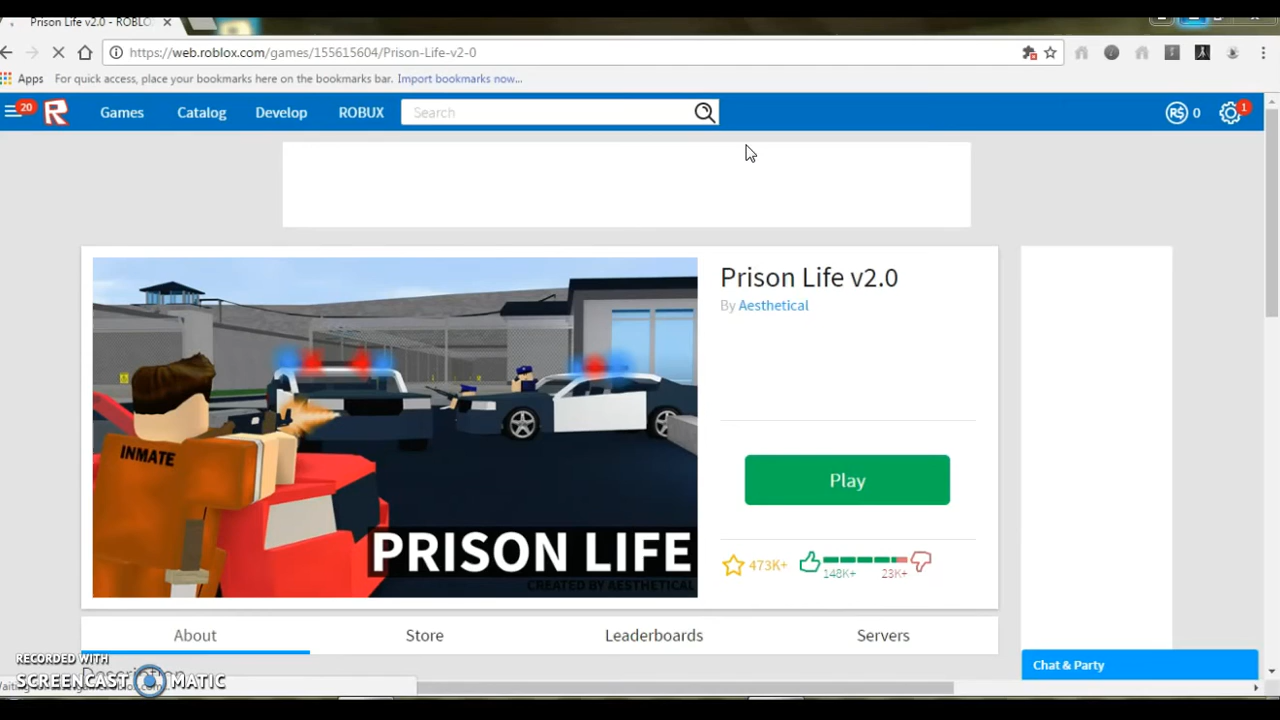 Prison Life v2.0 - ROBLO
https://web.roblox.com/games/155615604/Prison-Life-v2-0
Apps For quick access, place your bookmarks here on the bookmarks bar. Import bookmarks now...
20 Games Catalog Develop ROBUX Search R$ 0 1
Prison Life v2.0
By Aesthetical
INMATE
PRISON LIFE
CREATED BY AESTHETICAL
Play
473K+ 148K+ 23K+
About Store Leaderboards Servers
Description
Chat & Party
RECORDED WITH
SCREENCAST MATIC